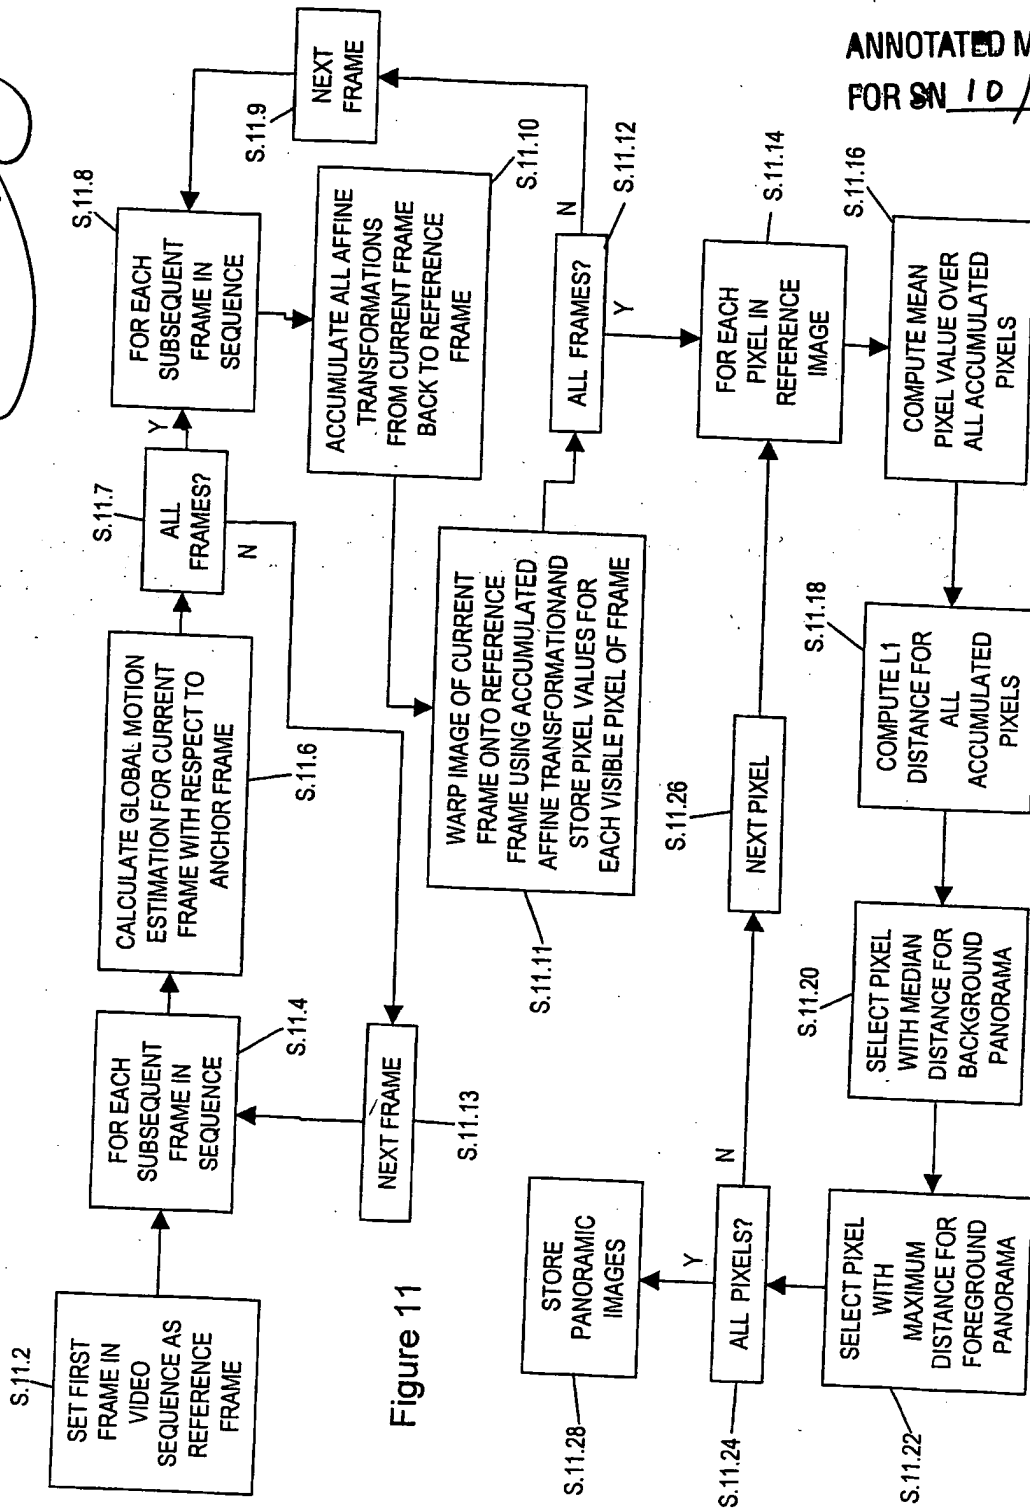 ANNOTATED M
FOR SN 10/
S.11.2
SET FIRST
FRAME IN
VIDEO
SEQUENCE AS
REFERENCE
FRAME
FOR EACH
SUBSEQUENT
FRAME IN
SEQUENCE
S.11.4
CALCULATE GLOBAL MOTION
ESTIMATION FOR CURRENT
FRAME WITH RESPECT TO
ANCHOR FRAME
S.11.6
S.11.7
ALL
FRAMES?
Y
N
S.11.8
FOR EACH
SUBSEQUENT
FRAME IN
SEQUENCE
S.11.9
NEXT
FRAME
NEXT FRAME
S.11.13
ACCUMULATE ALL AFFINE
TRANSFORMATIONS
FROM CURRENT FRAME
BACK TO REFERENCE
FRAME
S.11.10
WARP IMAGE OF CURRENT
FRAME ONTO REFERENCE
FRAME USING ACCUMULATED
AFFINE TRANSFORMATIONAND
STORE PIXEL VALUES FOR
EACH VISIBLE PIXEL OF FRAME
S.11.11
ALL FRAMES?
N
Y
S.11.12
Figure 11
STORE
PANORAMIC
IMAGES
S.11.28
Y
ALL PIXELS?
N
S.11.24
S.11.26
NEXT PIXEL
FOR EACH
PIXEL IN
REFERENCE
IMAGE
S.11.14
SELECT PIXEL
WITH
MAXIMUM
DISTANCE FOR
FOREGROUND
PANORAMA
S.11.22
S.11.20
SELECT PIXEL
WITH MEDIAN
DISTANCE FOR
BACKGROUND
PANORAMA
S.11.18
COMPUTE L1
DISTANCE FOR
ALL
ACCUMULATED
PIXELS
S.11.16
COMPUTE MEAN
PIXEL VALUE OVER
ALL ACCUMULATED
PIXELS